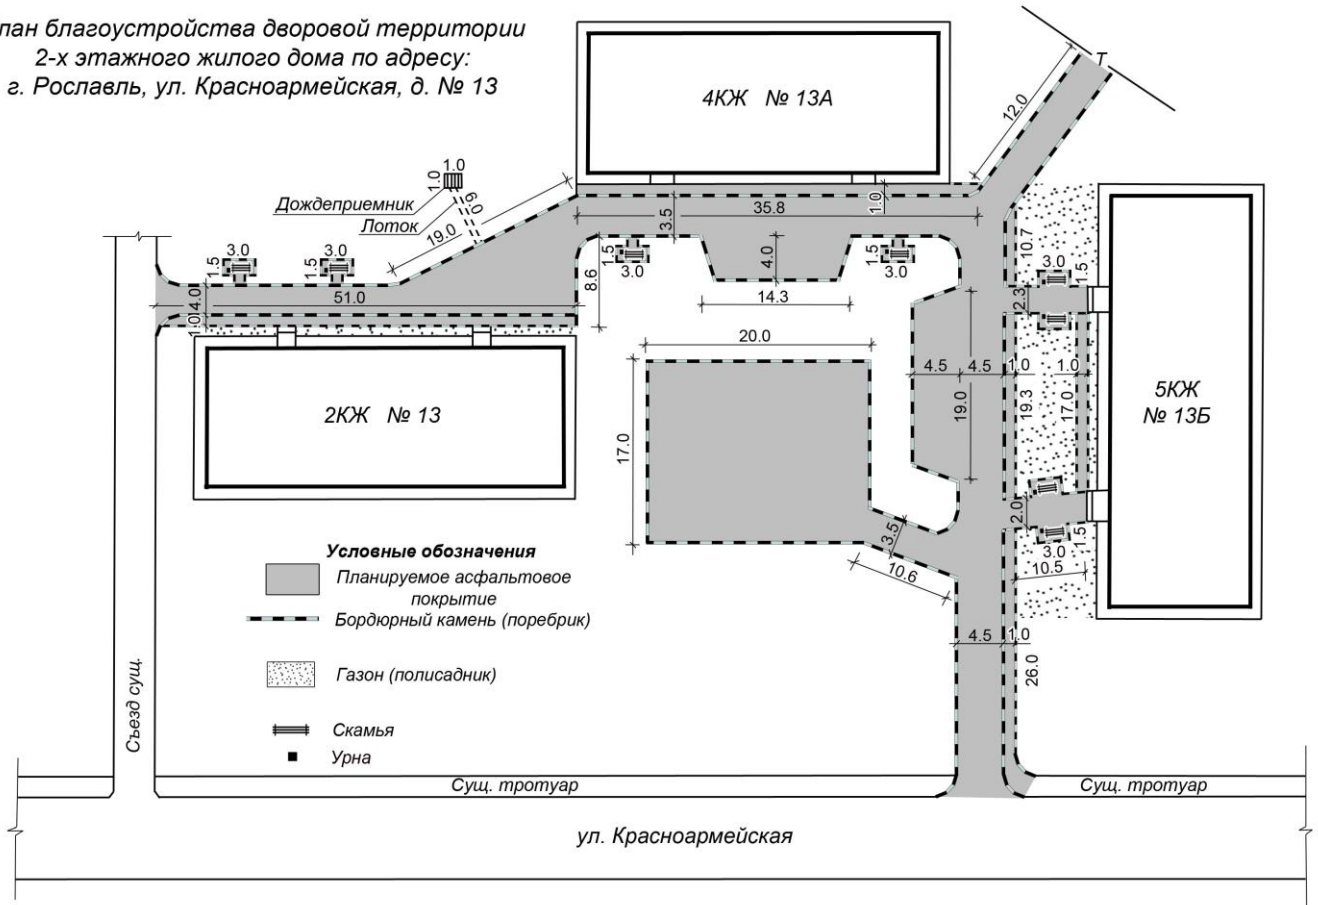 лан благоустройства дворовой территории
2-х этажного жилого дома по адресу:
г. Рославль, ул. Красноармейская, д. № 13
4КЖ № 13А
Т
12.0
1.0
1.0
Дождеприемник
Лоток
6.0
19.0
3.5
35.8
1.0
3.0
1.5
3.0
1.5
1.5
3.0
4.0
1.5
3.0
10.7
3.0
1.5
4.0
51.0
8.6
14.3
2.3
1.0
20.0
4.5
4.5
1.0
1.0
2КЖ № 13
17.0
19.0
19.3
17.0
5КЖ
№ 13Б
3.5
2.0
3.0
1.5
10.6
10.5
Условные обозначения
Планируемое асфальтовое
покрытие
Бордюрный камень (поребрик)
4.5
1.0
26.0
Газон (полисадник)
Скамья
Урна
Съезд сущ.
Сущ. тротуар
Сущ. тротуар
ул. Красноармейская